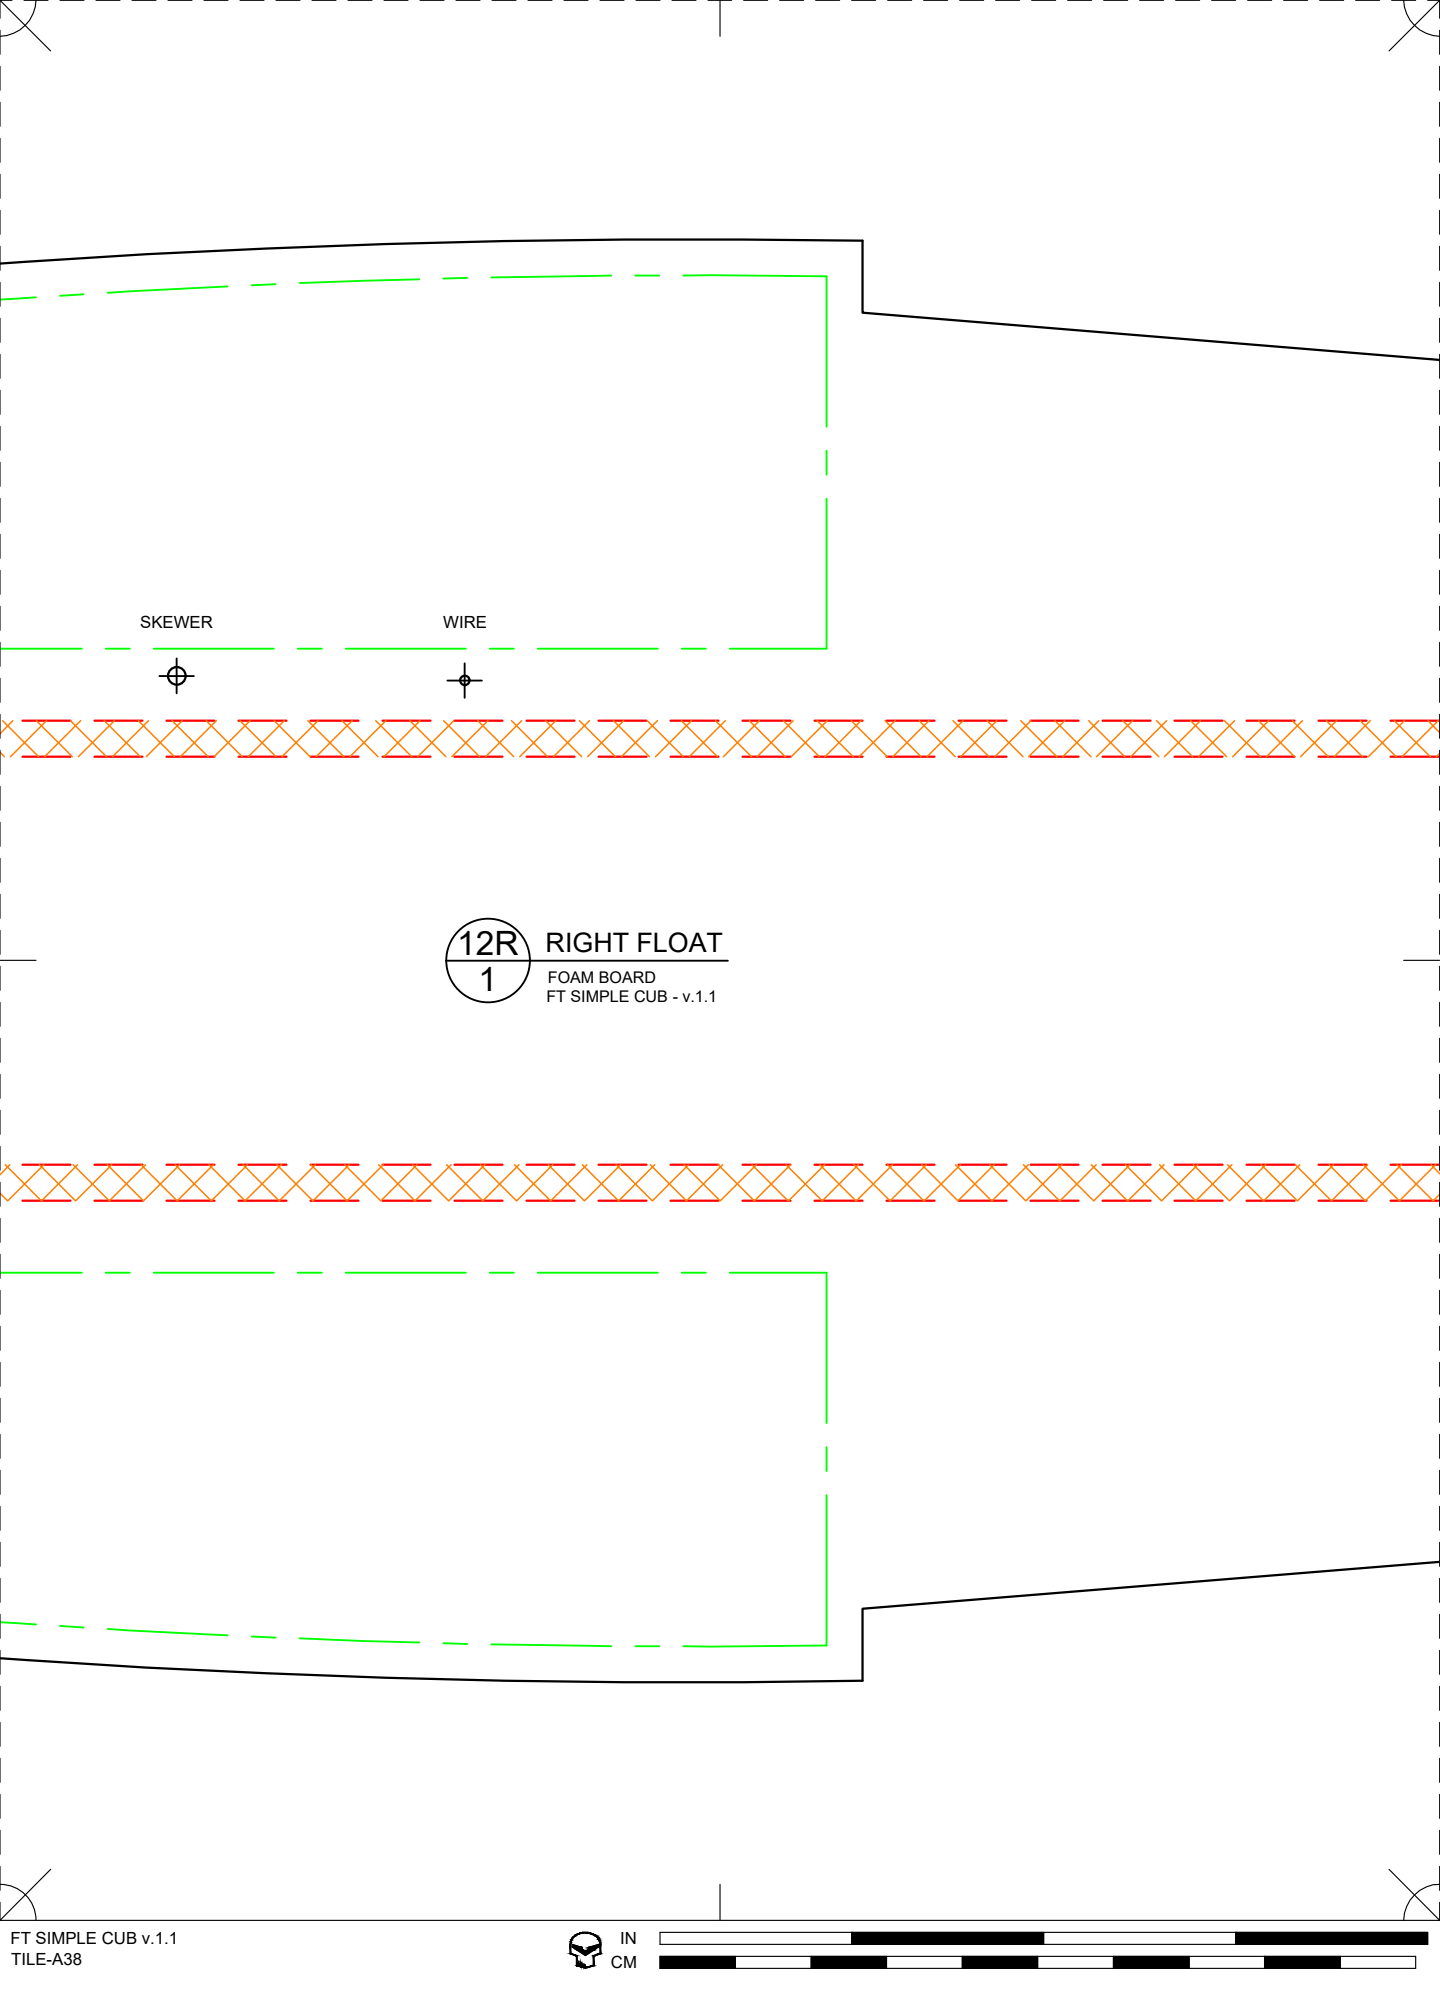 SKEWER WIRE
12R RIGHT FLOAT
1 FOAM BOARD
FT SIMPLE CUB - v.1.1
FT SIMPLE CUB v.1.1 IN
TILE-A38 CM